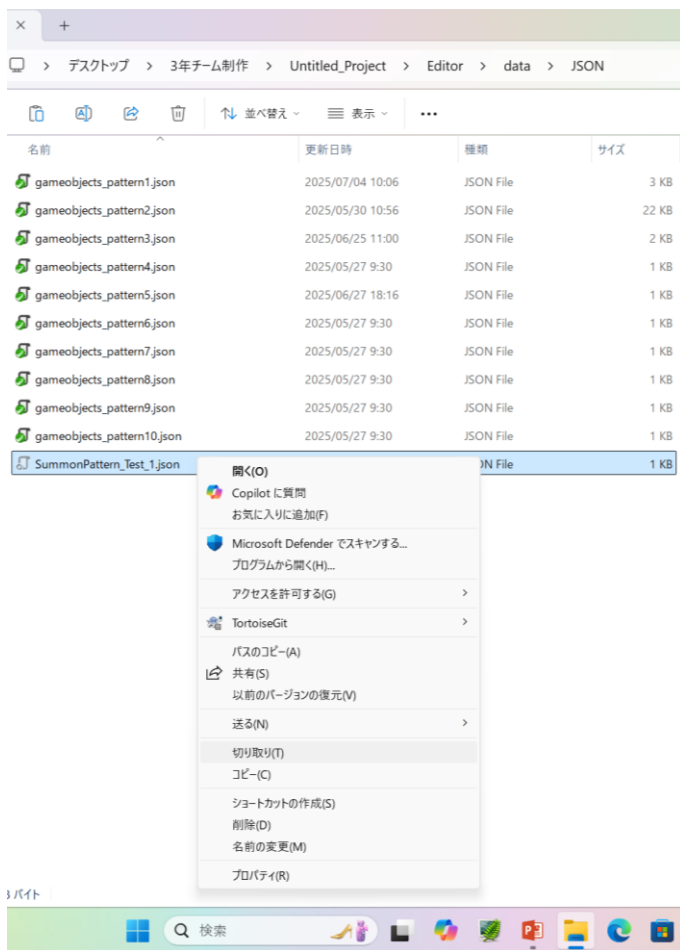 デスクトップ > 3年チーム制作 > Untitled_Project > Editor > data > JSON
並べ替え 表示
名前 更新日時 種類 サイズ
gameobjects_pattern1.json 2025/07/04 10:06 JSON File 3 KB
gameobjects_pattern2.json 2025/05/30 10:56 JSON File 22 KB
gameobjects_pattern3.json 2025/06/25 11:00 JSON File 2 KB
gameobjects_pattern4.json 2025/05/27 9:30 JSON File 1 KB
gameobjects_pattern5.json 2025/06/27 18:16 JSON File 1 KB
gameobjects_pattern6.json 2025/05/27 9:30 JSON File 1 KB
gameobjects_pattern7.json 2025/05/27 9:30 JSON File 1 KB
gameobjects_pattern8.json 2025/05/27 9:30 JSON File 1 KB
gameobjects_pattern9.json 2025/05/27 9:30 JSON File 1 KB
gameobjects_pattern10.json 2025/05/27 9:30 JSON File 1 KB
SummonPattern_Test_1.json ON File 1 KB
開く(O)
Copilot に質問
お気に入りに追加(F)
Microsoft Defender でスキャンする...
プログラムから開く(H)...
アクセスを許可する(G)
TortoiseGit
パスのコピー(A)
共有(S)
以前のバージョンの復元(V)
送る(N)
切り取り(T)
コピー(C)
ショートカットの作成(S)
削除(D)
名前の変更(M)
プロパティ(R)
バイト
検索